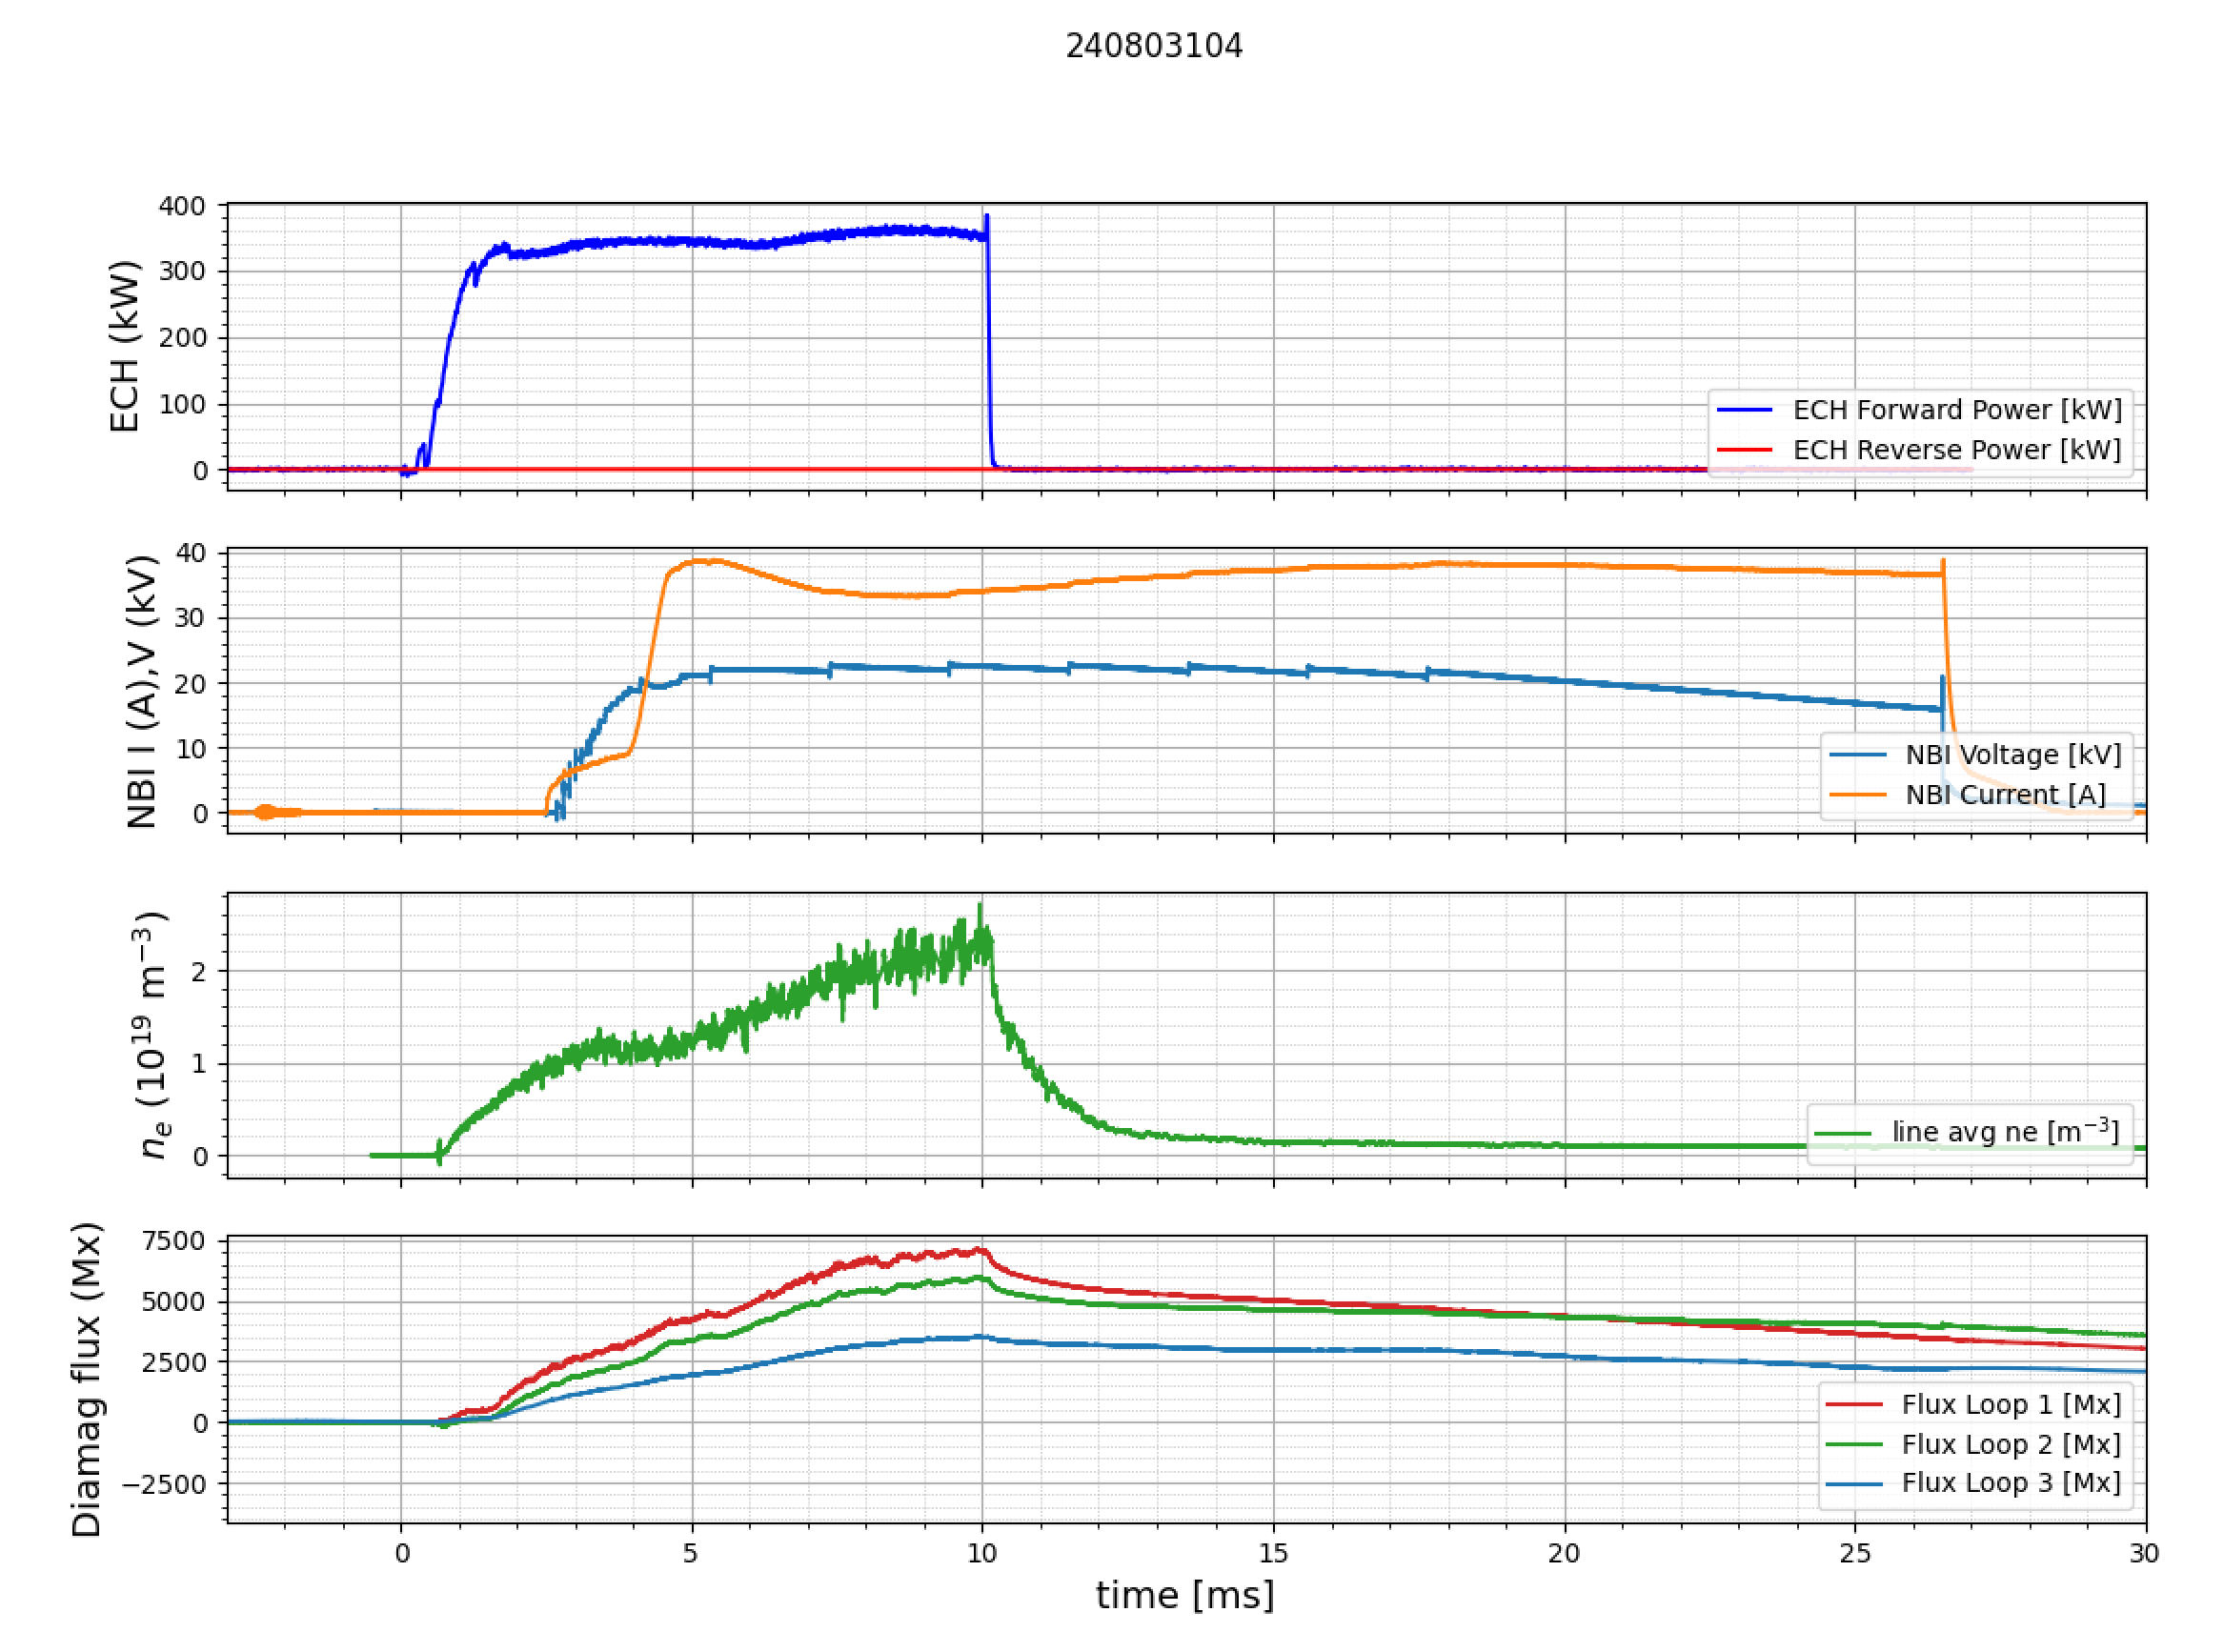 240803104
ECH (kW)
400
300
200
100
0
ECH Forward Power [kW]
ECH Reverse Power [kW]
NBI I (A),V (kV)
40
30
20
10
0
NBI Voltage [kV]
NBI Current [A]
nₑ (10¹⁹ m⁻³)
2
1
0
line avg ne [m⁻³]
Diamag flux (Mx)
7500
5000
2500
0
−2500
Flux Loop 1 [Mx]
Flux Loop 2 [Mx]
Flux Loop 3 [Mx]
0 5 10 15 20 25 30
time [ms]